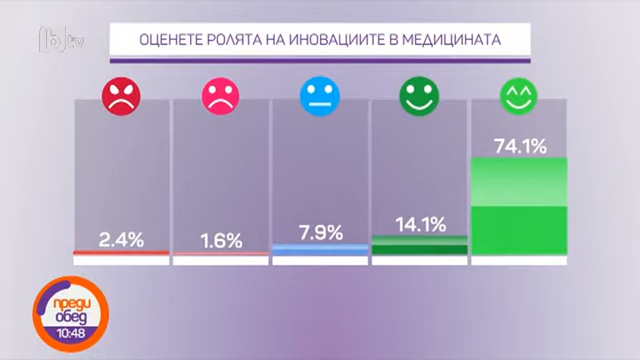 btv
ОЦЕНЕТЕ РОЛЯТА НА ИНОВАЦИИТЕ В МЕДИЦИНАТА
74.1%
14.1%
7.9%
2.4%
1.6%
преди
обед
10:48